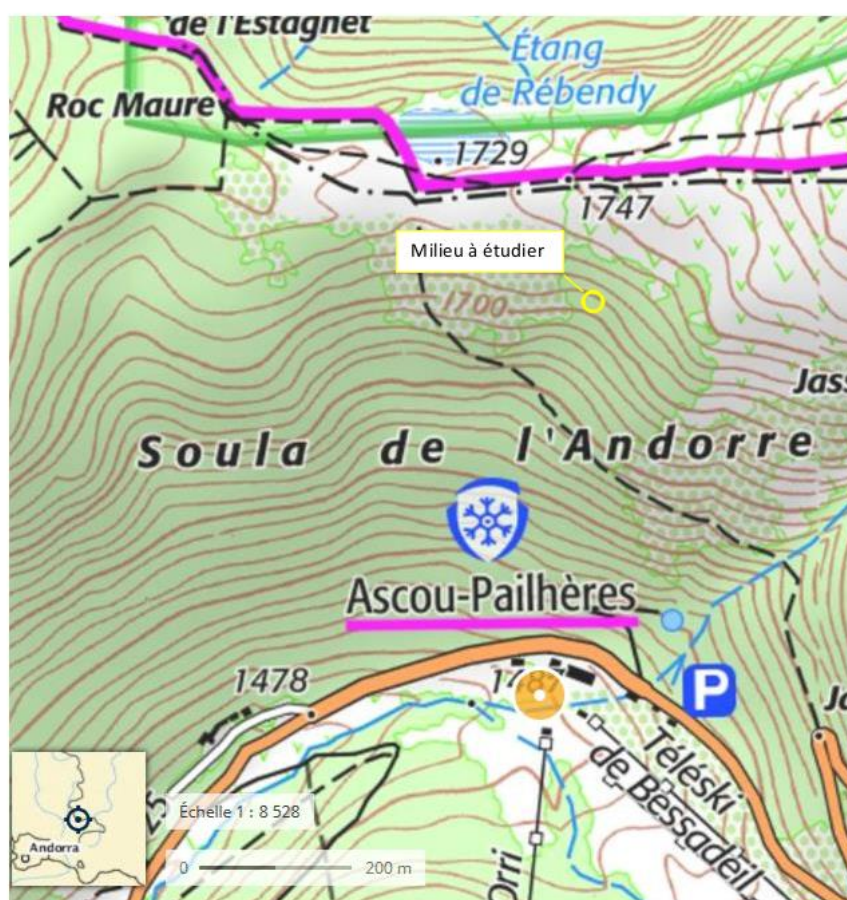 de l'Estagnet
Étang
de Rébendy
Roc Maure
1729
1747
Milieu à étudier
1700
Soula de l'Andorre
Ascou-Pailhères
1478
P
Téléski
de Bessadeil
Orri
Échelle 1 : 8 528
0 200 m
Andorra